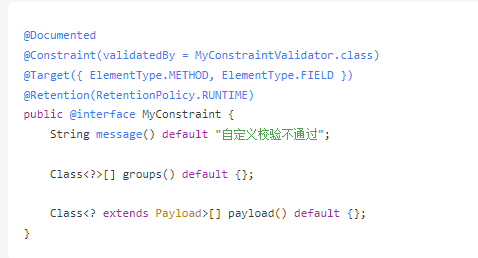 @Documented
@Constraint(validatedBy = MyConstraintValidator.class)
@Target({ ElementType.METHOD, ElementType.FIELD })
@Retention(RetentionPolicy.RUNTIME)
public @interface MyConstraint {
    String message() default "自定义校验不通过";
    Class<?>[] groups() default {};
    Class<? extends Payload>[] payload() default {};
}